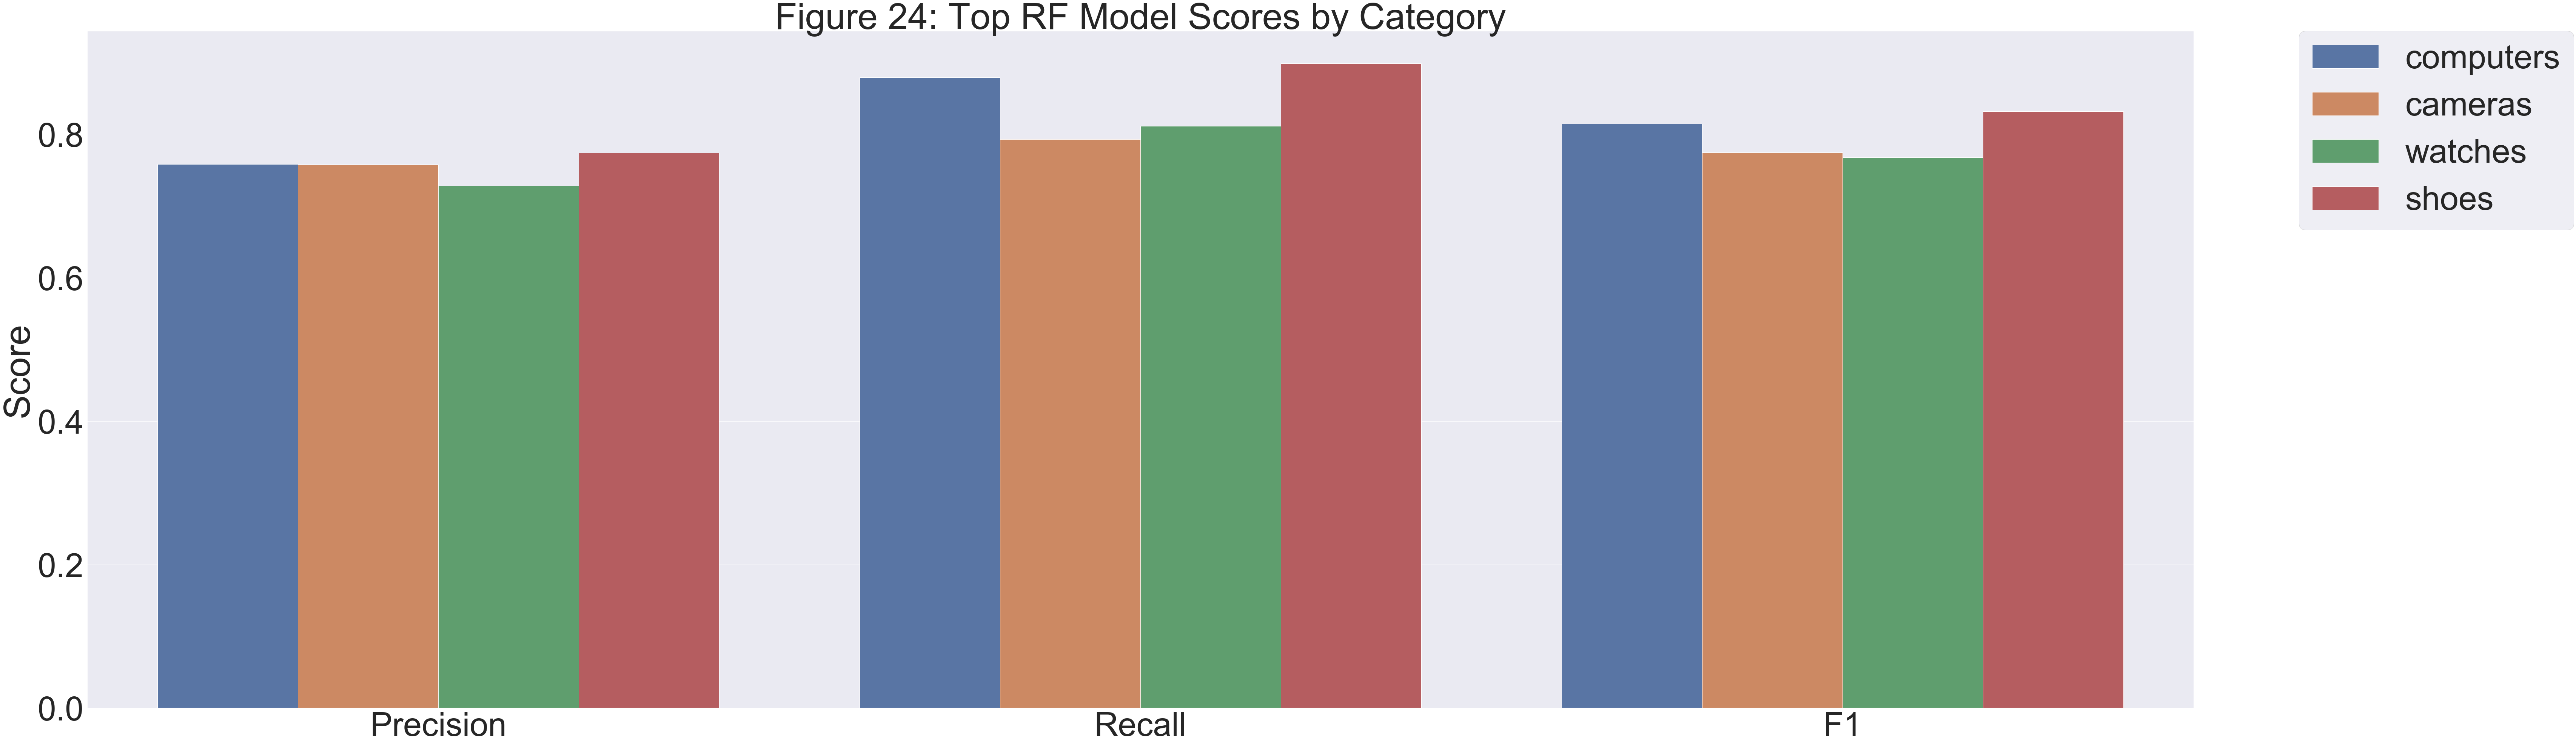 Figure 24: Top RF Model Scores by Category
computers
cameras
watches
shoes
Score
0.8
0.6
0.4
0.2
0.0
Precision
Recall
F1